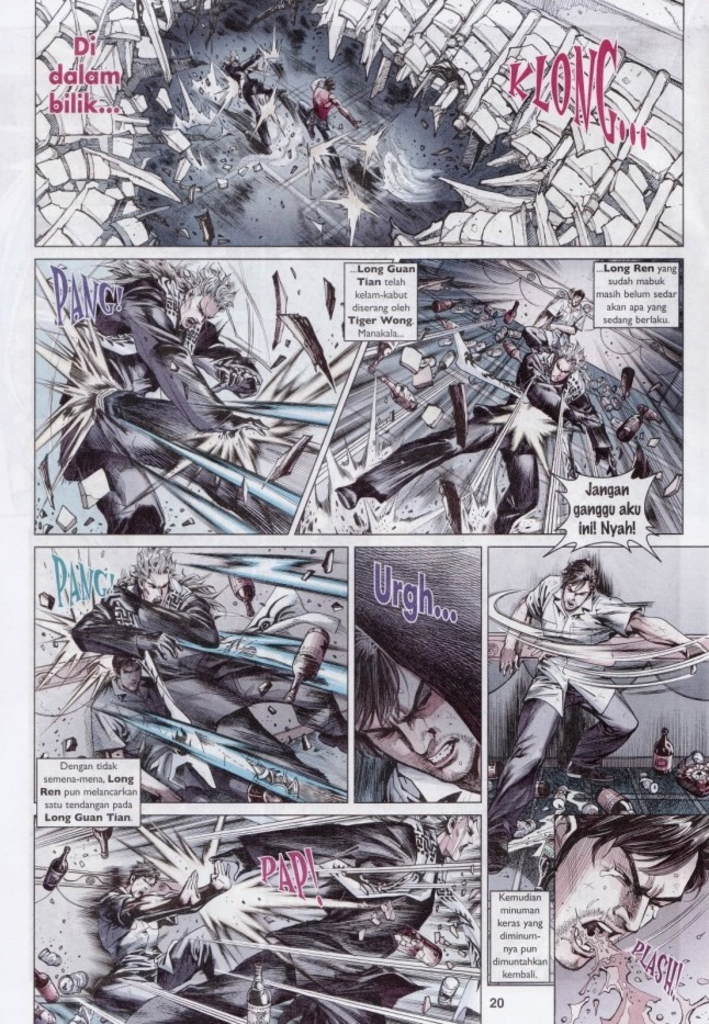 Di
dalam
bilik...
KLONG...
PANG!
...Long Guan
Tian telah
kelam-kabut
diserang oleh
Tiger Wong.
Manakala...
...Long Ren yang
sudah mabuk
masih belum sedar
akan apa yang
sedang berlaku.
Jangan
ganggu aku
ini! Nyah!
PANG!
Urgh...
Dengan tidak
semena-mena, Long
Ren pun melancarkan
satu tendangan pada
Long Guan Tian.
PAP!
Kemudian
minuman
keras yang
diminum-
nya pun
dimuntahkan
kembali.
PLASH!
20